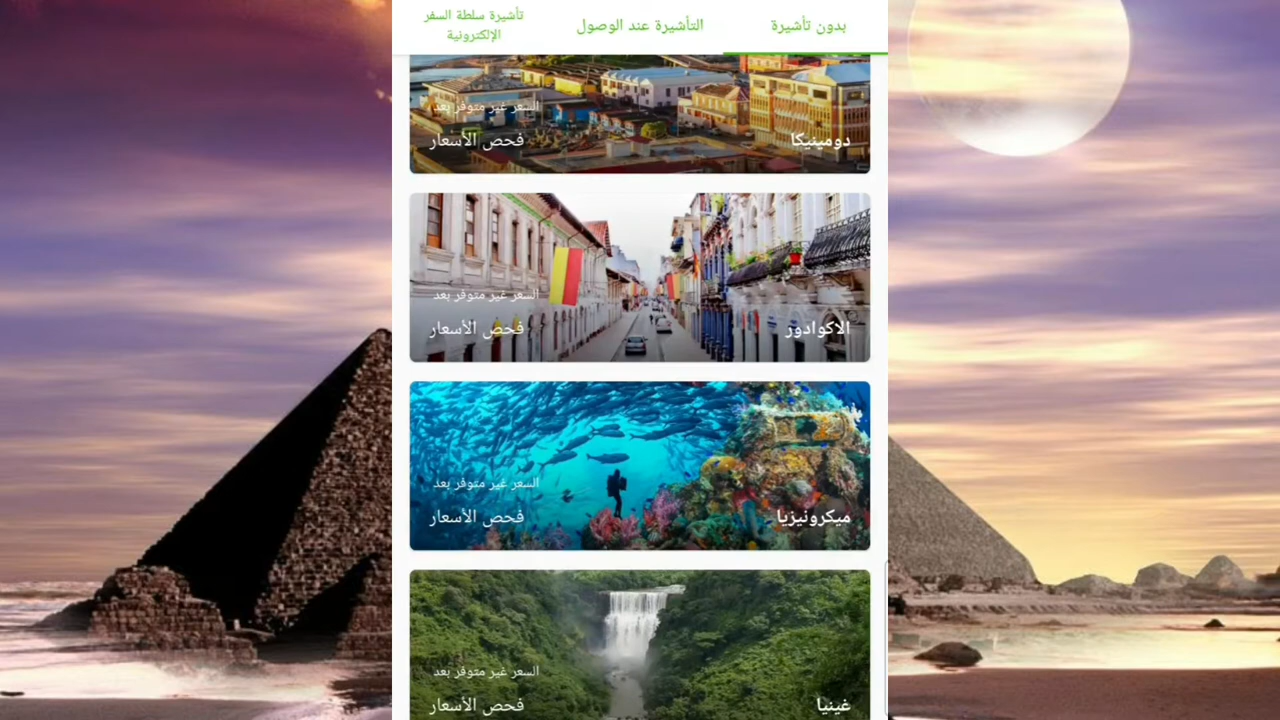 بدون تأشيرة
التأشيرة عند الوصول
تأشيرة سلطة السفر
الإلكترونية
السعر غير متوفر بعد
دومينيكا
فحص الأسعار
السعر غير متوفر بعد
الاكوادور
فحص الأسعار
السعر غير متوفر بعد
ميكرونيزيا
فحص الأسعار
السعر غير متوفر بعد
غينيا
فحص الأسعار